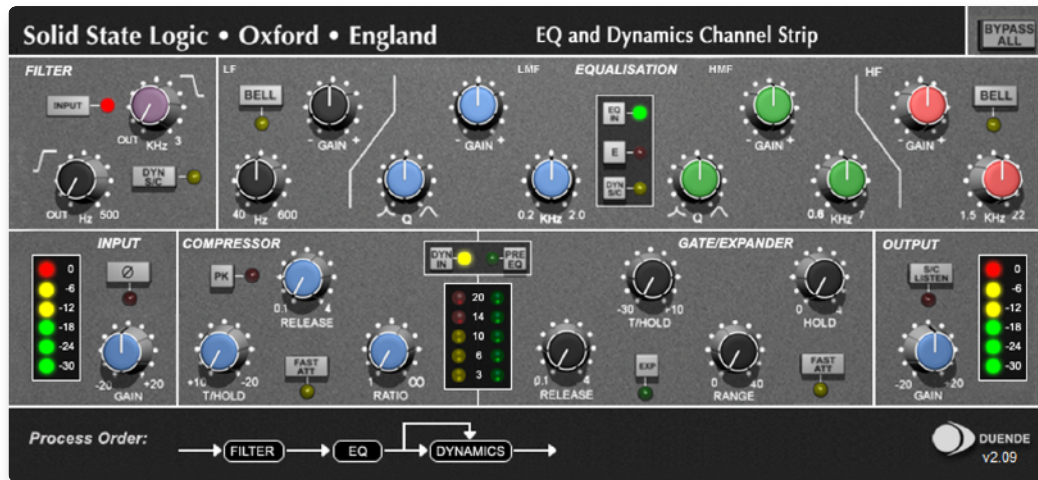 Solid State Logic • Oxford • England
EQ and Dynamics Channel Strip
BYPASS
ALL
FILTER
INPUT
OUT KHz 3
OUT Hz 500
DYN
S/C
LF
BELL
- GAIN +
40 Hz 600
LMF
- GAIN +
Q
0.2 KHz 2.0
EQUALISATION
EQ
IN
E
DYN
S/C
HMF
- GAIN +
Q
0.6 KHz 7
HF
- GAIN +
BELL
1.5 KHz 22
INPUT
0
-6
-12
-18
-24
-30
Ø
-20 +20
GAIN
COMPRESSOR
PK
0.1 4
RELEASE
+10 -20
T/HOLD
FAST
ATT
1 ∞
RATIO
DYN
IN
PRE
EQ
20
14
10
6
3
GATE/EXPANDER
-30 +10
T/HOLD
0 4
HOLD
0.1 4
RELEASE
EXP
0 40
RANGE
FAST
ATT
OUTPUT
S/C
LISTEN
-20 +20
GAIN
0
-6
-12
-18
-24
-30
Process Order:
FILTER
EQ
DYNAMICS
DUENDE
v2.09